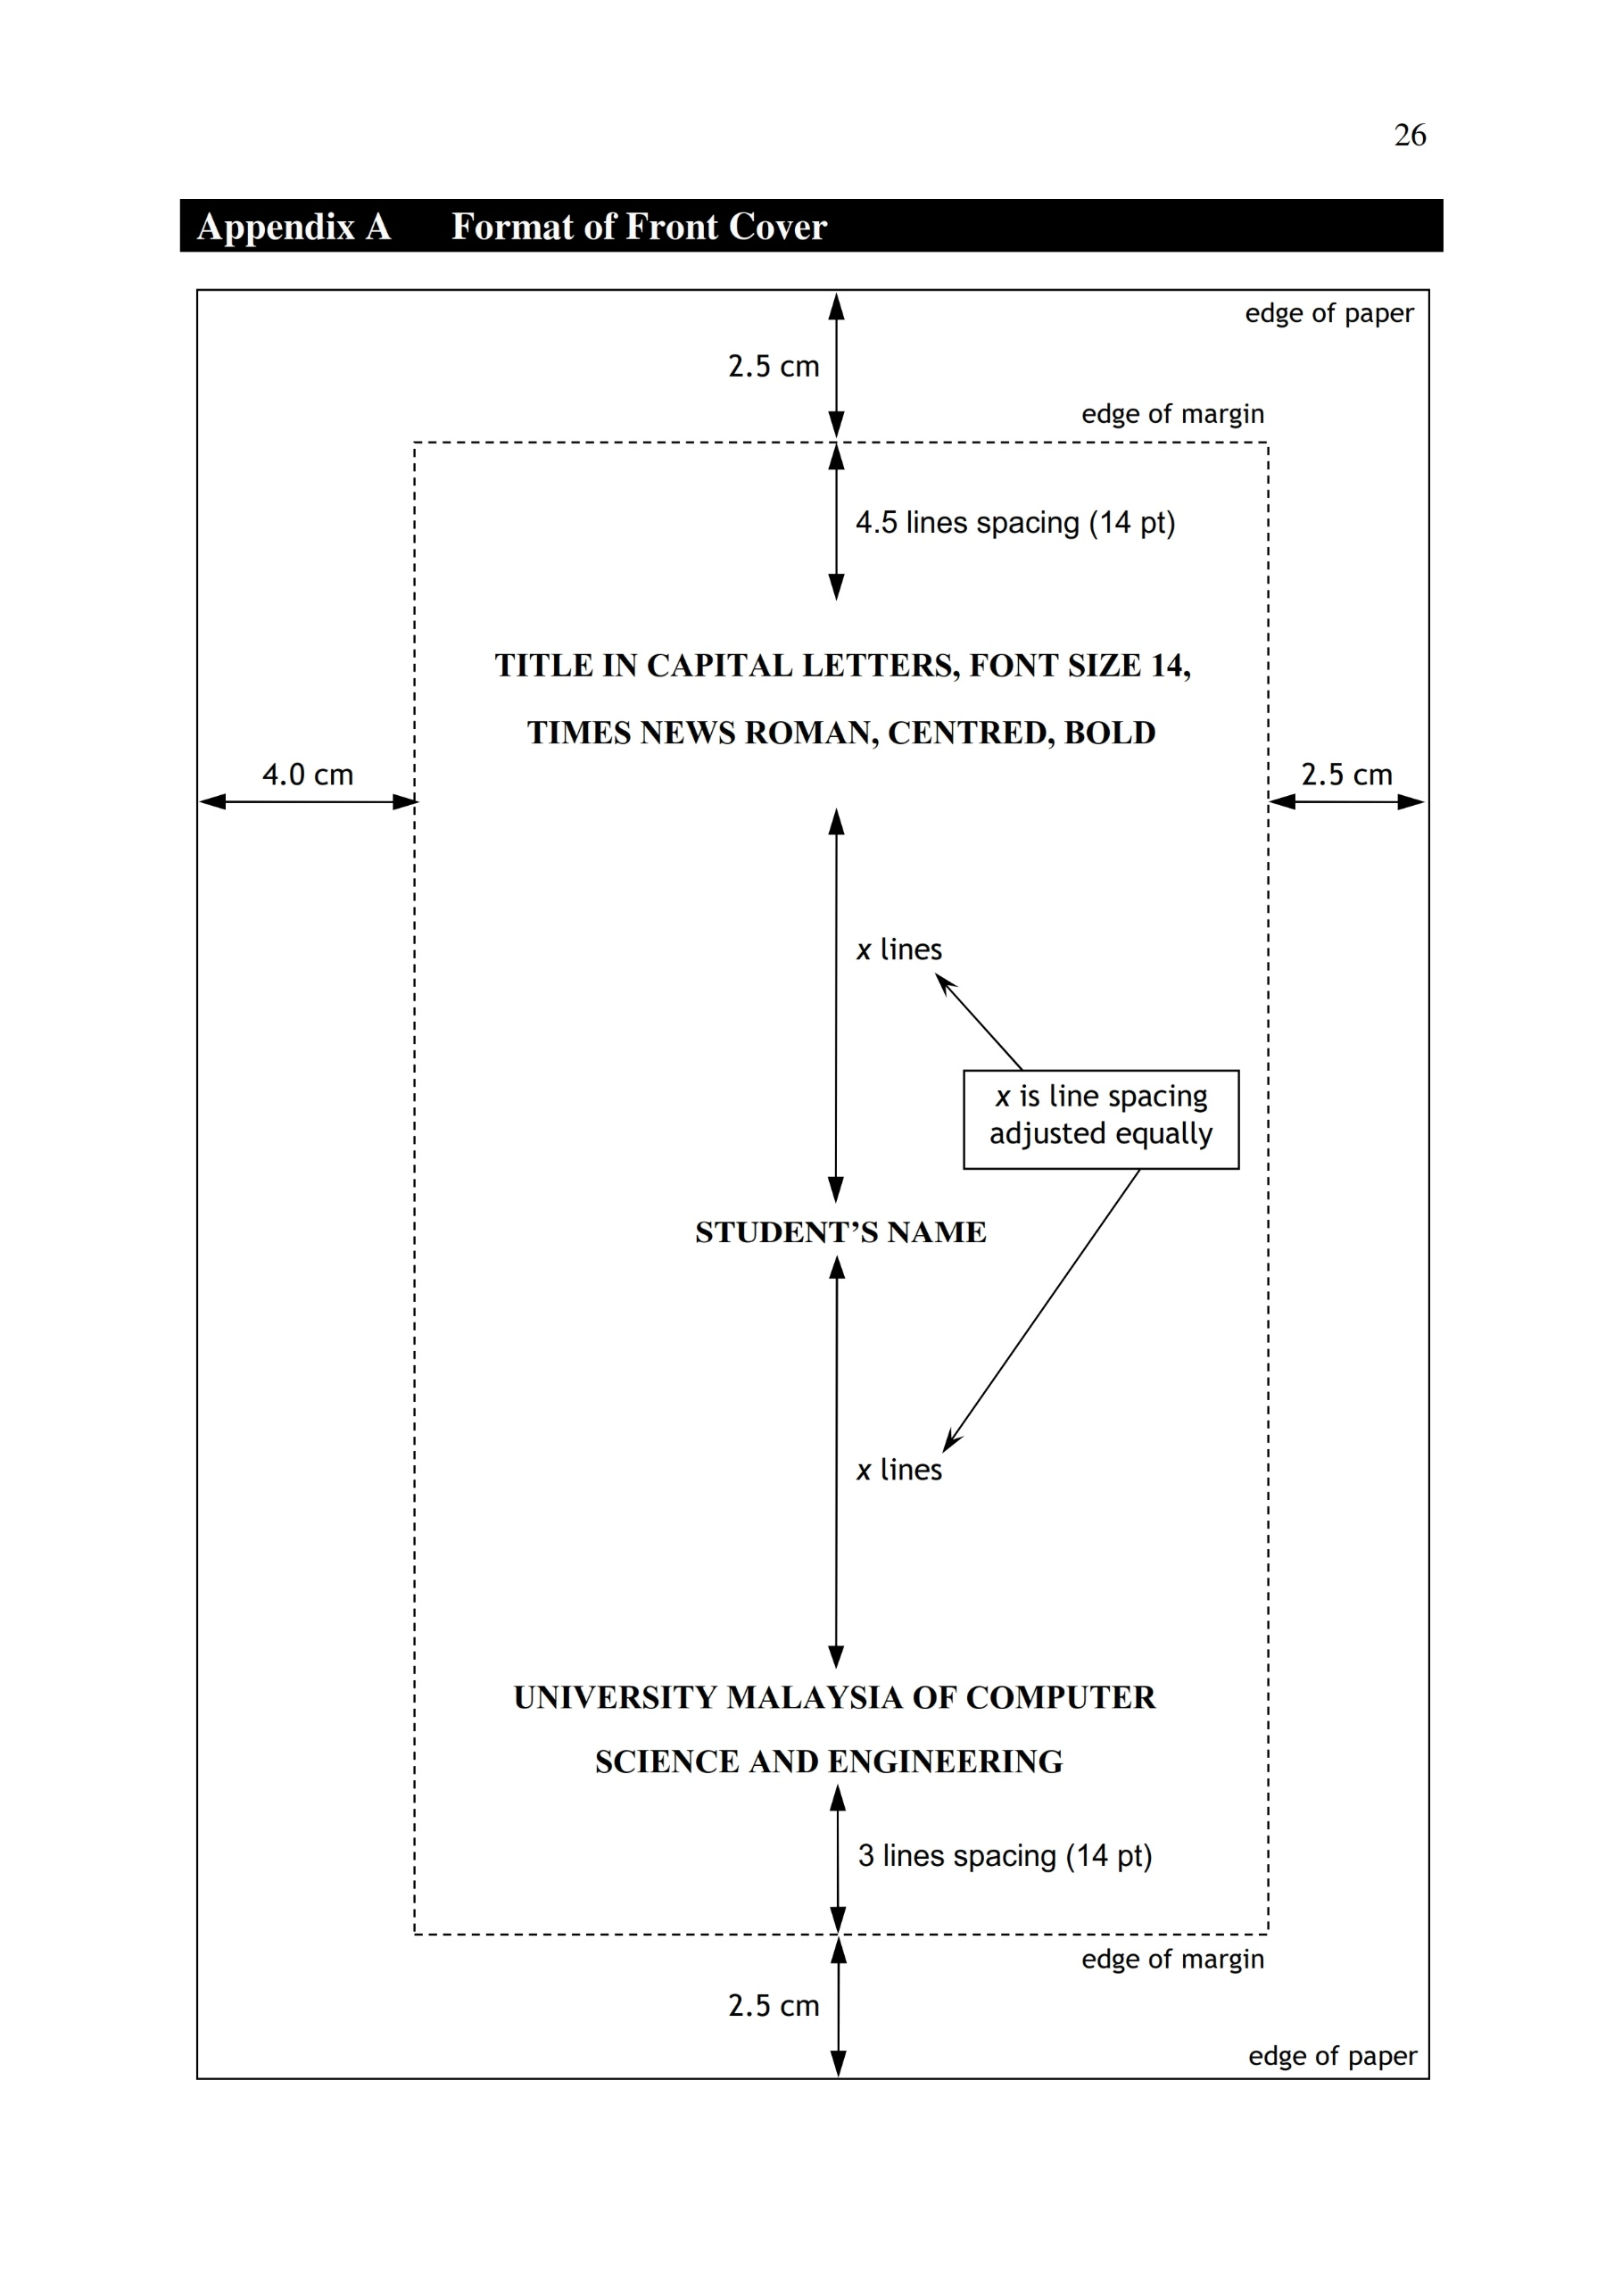 26
Appendix A Format of Front Cover
edge of paper
2.5 cm
edge of margin
4.5 lines spacing (14 pt)
TITLE IN CAPITAL LETTERS, FONT SIZE 14,
TIMES NEWS ROMAN, CENTRED, BOLD
4.0 cm
2.5 cm
x lines
x is line spacing
adjusted equally
STUDENT’S NAME
x lines
UNIVERSITY MALAYSIA OF COMPUTER
SCIENCE AND ENGINEERING
3 lines spacing (14 pt)
edge of margin
2.5 cm
edge of paper